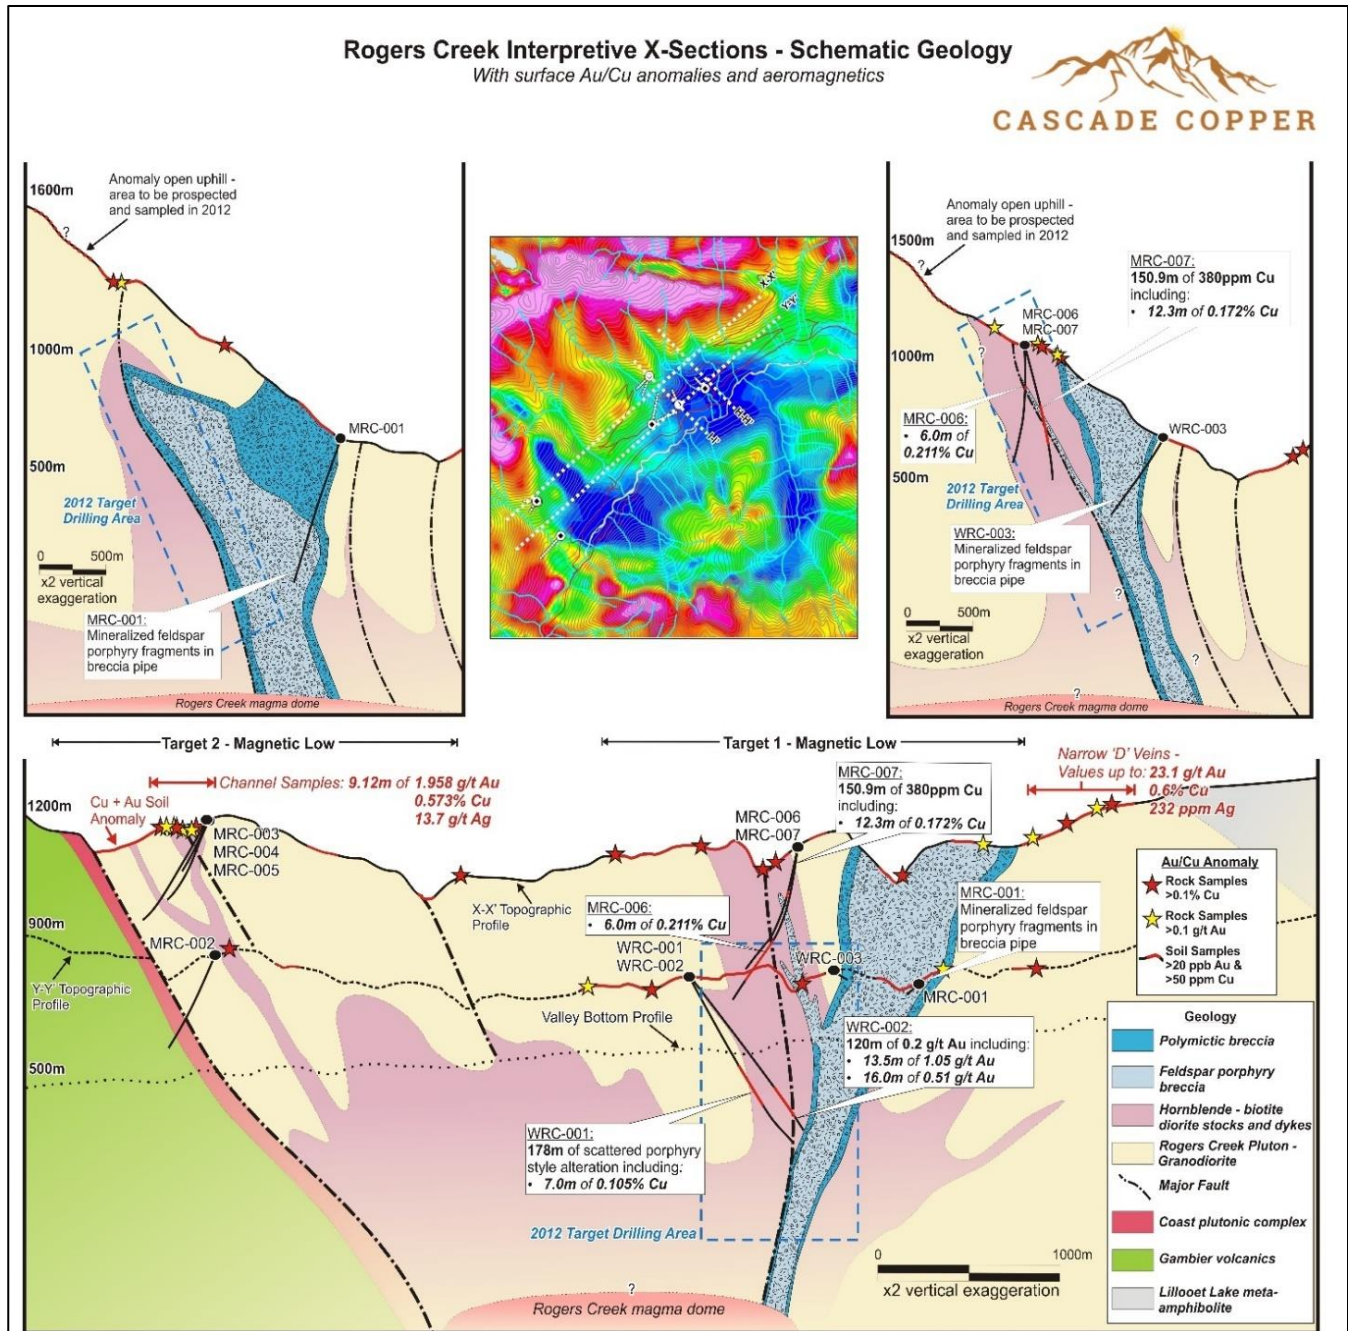 Rogers Creek Interpretive X-Sections - Schematic Geology
With surface Au/Cu anomalies and aeromagnetics
CASCADE COPPER
1600m
Anomaly open uphill -
area to be prospected
and sampled in 2012
?
1000m
MRC-001
500m
2012 Target
Drilling Area
0 500m
x2 vertical
exaggeration
MRC-001:
Mineralized feldspar
porphyry fragments in
breccia pipe
Rogers Creek magma dome
X-X'
Y-Y'
Anomaly open uphill -
area to be prospected
and sampled in 2012
1500m
?
MRC-007:
150.9m of 380ppm Cu
including:
• 12.3m of 0.172% Cu
MRC-006
MRC-007
1000m
?
MRC-006:
• 6.0m of
0.211% Cu
WRC-003
500m
2012 Target
Drilling Area
WRC-003:
Mineralized feldspar
porphyry fragments in
breccia pipe
?
?
?
0 500m
x2 vertical
exaggeration
?
Rogers Creek magma dome
Target 2 - Magnetic Low
Target 1 - Magnetic Low
Channel Samples: 9.12m of 1.958 g/t Au
0.573% Cu
13.7 g/t Ag
Narrow 'D' Veins -
Values up to: 23.1 g/t Au
0.6% Cu
232 ppm Ag
1200m
Cu + Au Soil
Anomaly
MRC-003
MRC-004
MRC-005
MRC-006
MRC-007
MRC-007:
150.9m of 380ppm Cu
including:
• 12.3m of 0.172% Cu
X-X' Topographic
Profile
MRC-006:
• 6.0m of 0.211% Cu
MRC-001:
Mineralized feldspar
porphyry fragments in
breccia pipe
900m
MRC-002
WRC-001
WRC-002
WRC-003
MRC-001
Y-Y' Topographic
Profile
Valley Bottom Profile
500m
WRC-002:
120m of 0.2 g/t Au including:
• 13.5m of 1.05 g/t Au
• 16.0m of 0.51 g/t Au
WRC-001:
178m of scattered porphyry
style alteration including:
• 7.0m of 0.105% Cu
2012 Target Drilling Area
0 1000m
x2 vertical exaggeration
?
Rogers Creek magma dome
Au/Cu Anomaly
Rock Samples
>0.1% Cu
Rock Samples
>0.1 g/t Au
Soil Samples
>20 ppb Au &
>50 ppm Cu
Geology
Polymictic breccia
Feldspar porphyry
breccia
Hornblende - biotite
diorite stocks and dykes
Rogers Creek Pluton -
Granodiorite
Major Fault
Coast plutonic complex
Gambier volcanics
Lillooet Lake meta-
amphibolite